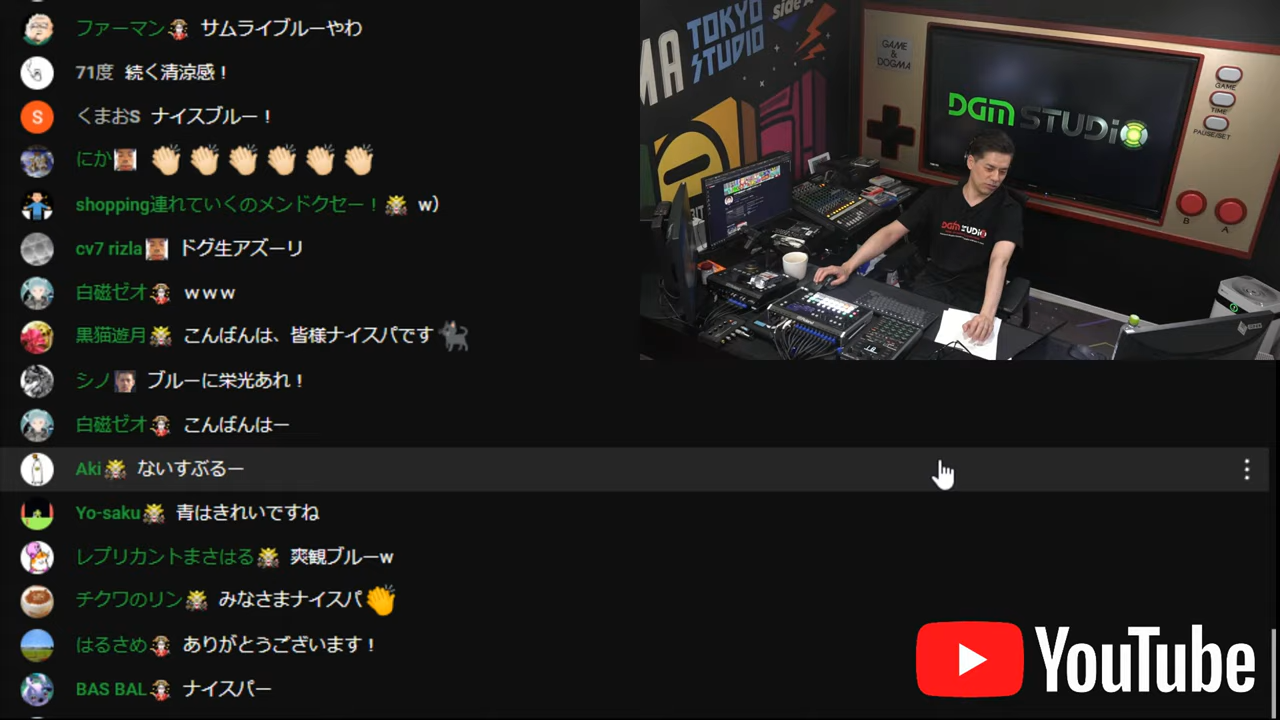 ファーマン サムライブルーやわ
71度 続く清涼感！
S くまおS ナイスブルー！
にか 👏🏻👏🏻👏🏻👏🏻👏🏻👏🏻
shopping連れていくのメンドクセー！ w）
cv7 rizla ドグ生アズーリ
白磁ゼオ ｗｗｗ
黒猫遊月 こんばんは、皆様ナイスパです🐈‍⬛
シノ ブルーに栄光あれ！
白磁ゼオ こんばんはー
Aki ないすぶるー
Yo-saku 青はきれいですね
レプリカントまさはる 爽観ブルーw
チクワのリン みなさまナイスパ👏
はるさめ ありがとうございます！
BAS BAL ナイスパー
side A
TOKYO
STUDIO
GAME
& DOGMA
DGM STUDiO
GAME
TIME
PAUSE/SET
B
A
DGM STUDiO
YouTube